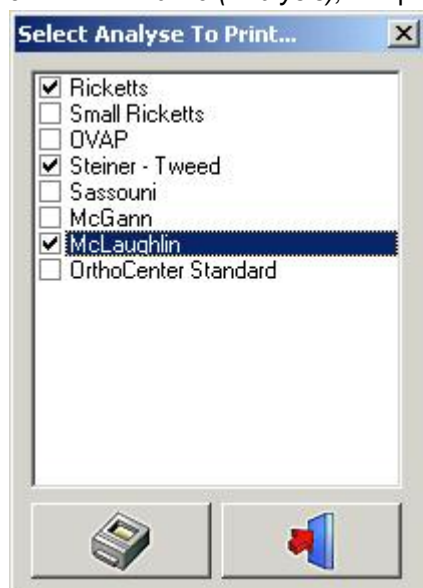 Select Analyse To Print...
Ricketts
Small Ricketts
OVAP
Steiner - Tweed
Sassouni
McGann
McLaughlin
OrthoCenter Standard